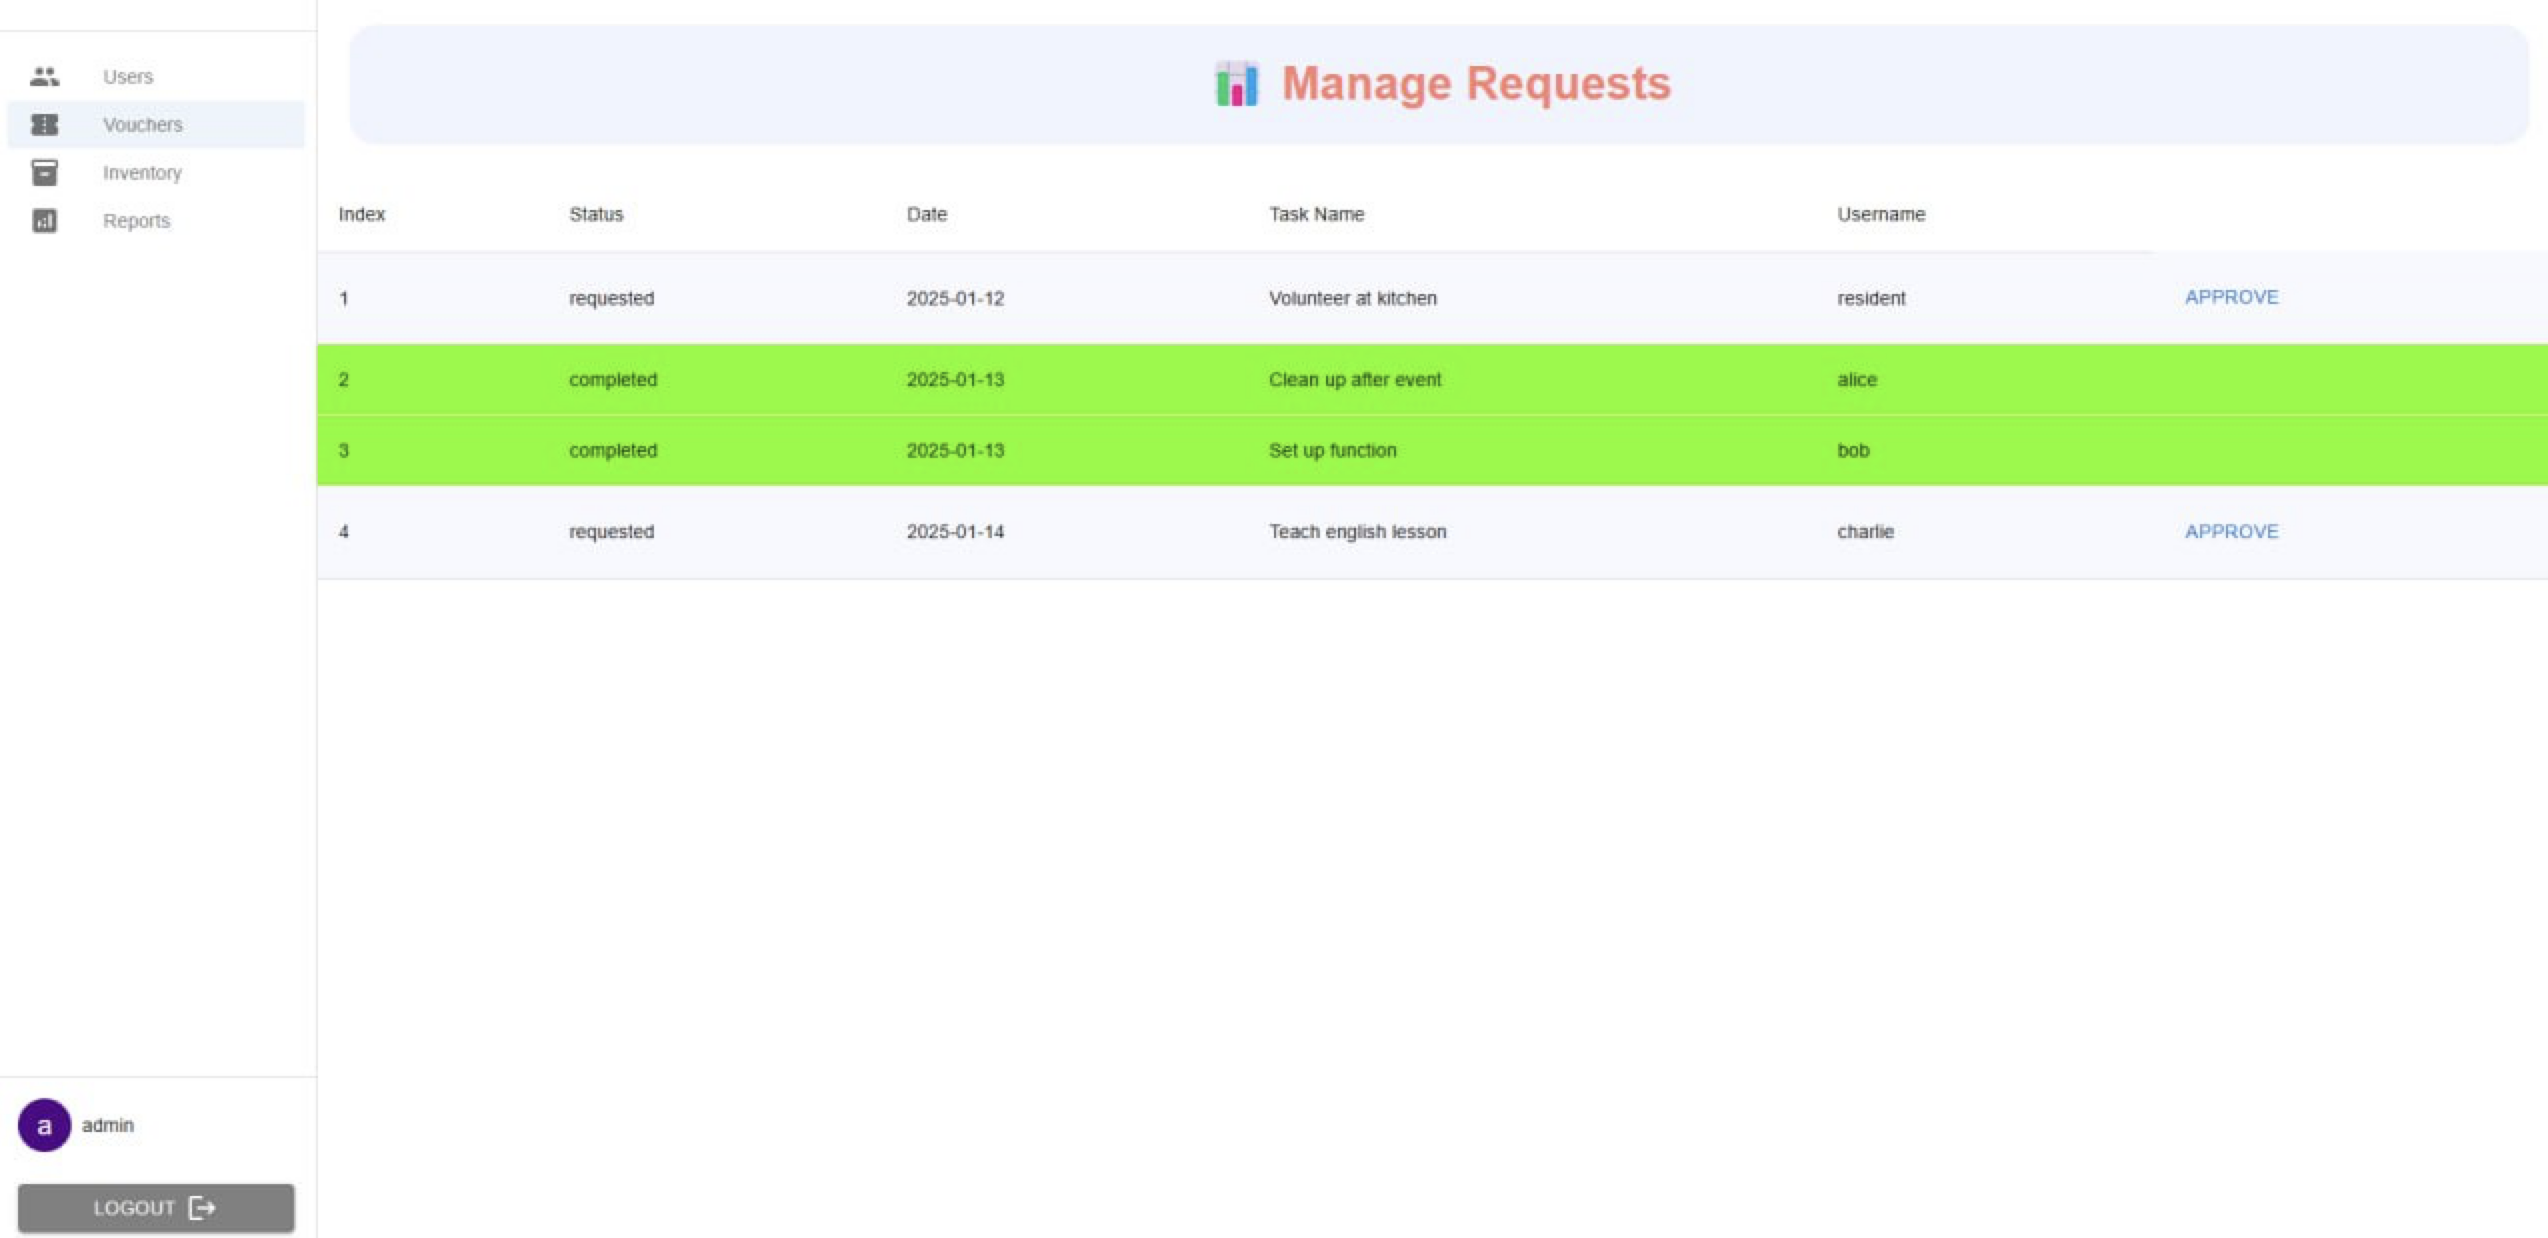 Users
Vouchers
Inventory
Reports
Manage Requests
Index Status Date Task Name Username
1 requested 2025-01-12 Volunteer at kitchen resident APPROVE
2 completed 2025-01-13 Clean up after event alice
3 completed 2025-01-13 Set up function bob
4 requested 2025-01-14 Teach english lesson charlie APPROVE
a admin
LOGOUT